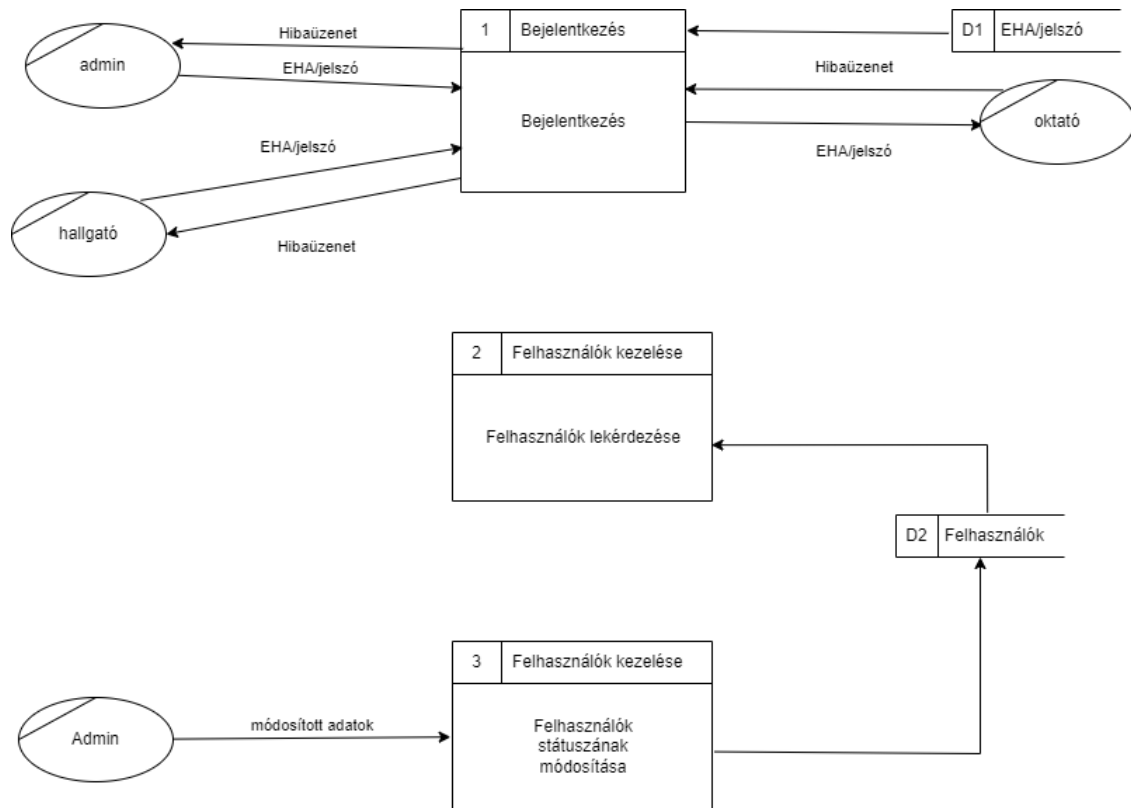 Hibaüzenet
1 Bejelentkezés
D1 EHA/jelszó
admin
EHA/jelszó
Hibaüzenet
Bejelentkezés
oktató
EHA/jelszó
EHA/jelszó
hallgató
Hibaüzenet
2 Felhasználók kezelése
Felhasználók lekérdezése
D2 Felhasználók
3 Felhasználók kezelése
Admin
módosított adatok
Felhasználók
státuszának
módosítása